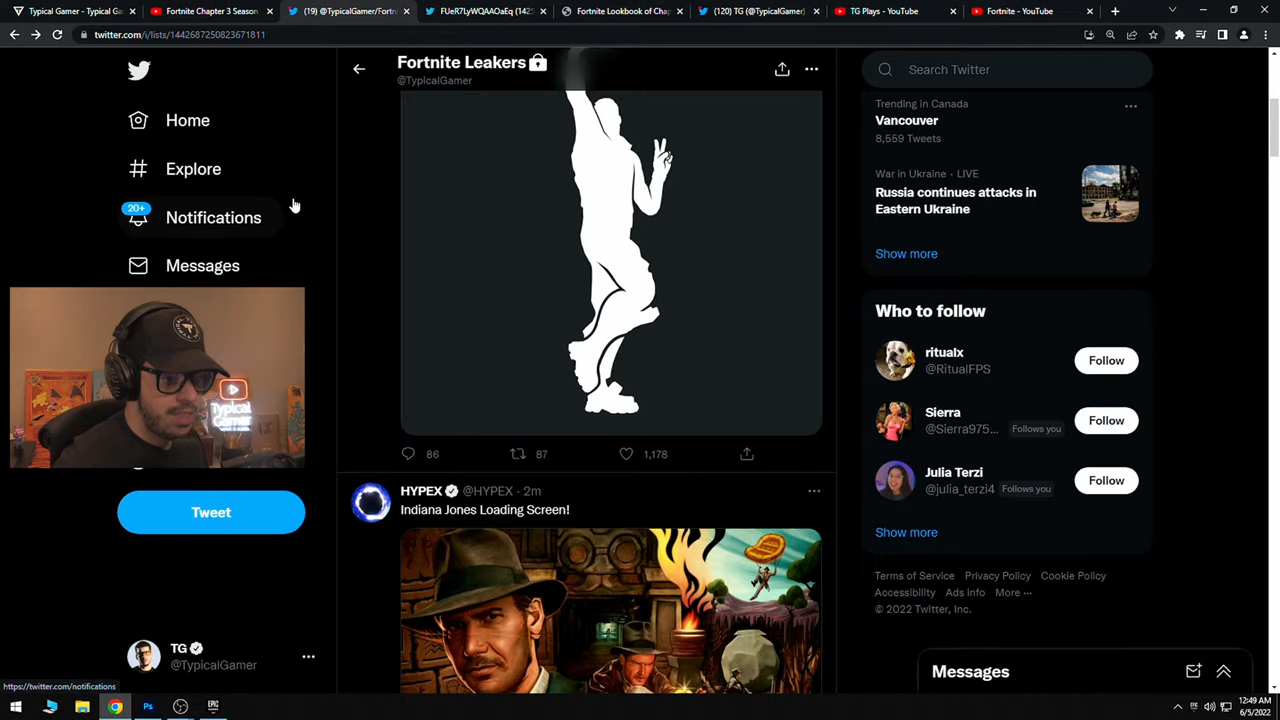 Typical Gamer - Typical G
Fortnite Chapter 3 Season
(19) @TypicalGamer/Fortn
FUeR7LyWQAAOaEq (142
Fortnite Lookbook of Cha
(120) TG (@TypicalGamer)
TG Plays - YouTube
Fortnite - YouTube
twitter.com/i/lists/1442687250823671811
Home
Explore
20+
Notifications
Messages
Tweet
TG
@TypicalGamer
https://twitter.com/notifications
Fortnite Leakers
@TypicalGamer
86
87
1,178
HYPEX @HYPEX · 2m
Indiana Jones Loading Screen!
Search Twitter
Trending in Canada
Vancouver
8,559 Tweets
War in Ukraine · LIVE
Russia continues attacks in
Eastern Ukraine
Show more
Who to follow
ritualx
@RitualFPS
Follow
Sierra
@Sierra975...
Follows you
Follow
Julia Terzi
@julia_terzi4
Follows you
Follow
Show more
Terms of Service Privacy Policy Cookie Policy
Accessibility Ads info More ···
© 2022 Twitter, Inc.
Messages
Typical
Gamer
Ps
EPIC
12:49 AM
6/5/2022